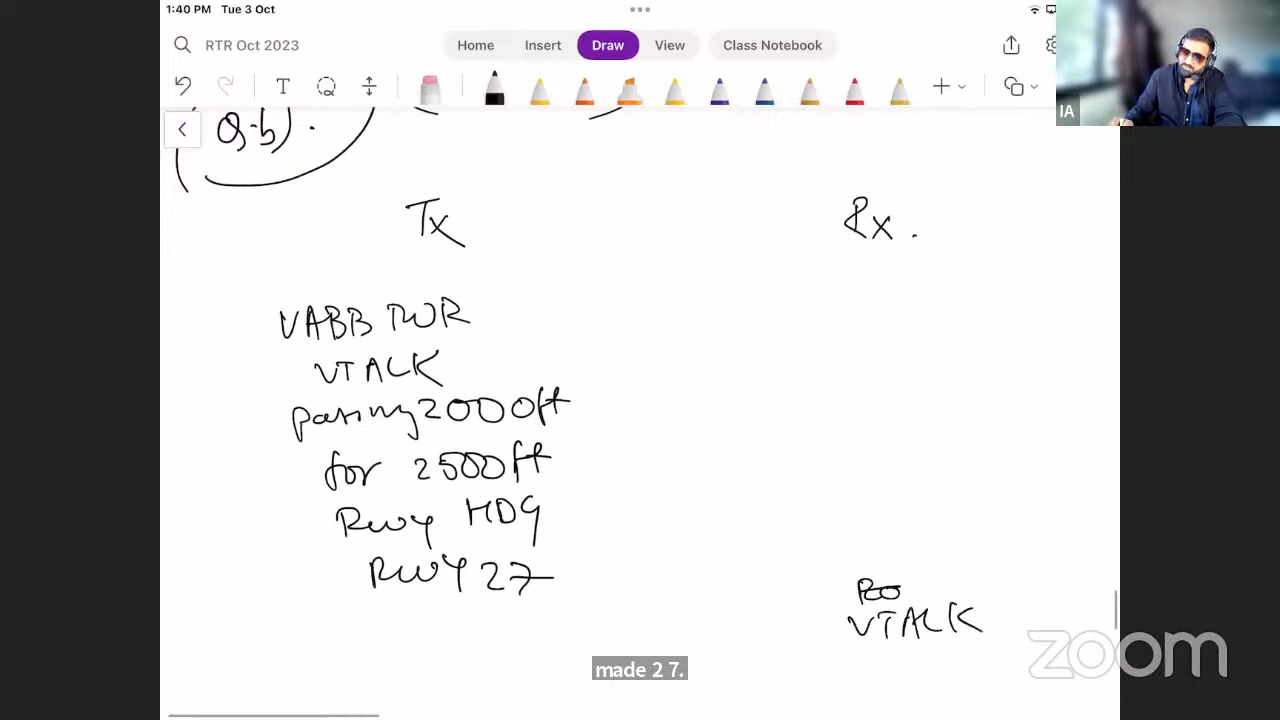 1:40 PM Tue 3 Oct
RTR Oct 2023
Home Insert Draw View Class Notebook
T
IA
Q-b).
Tx Rx.
VABB TWR
VTALK
passing 2000ft
for 2500ft
Rwy HDG
RWY 27
VTALK
made 2 7.
zoom